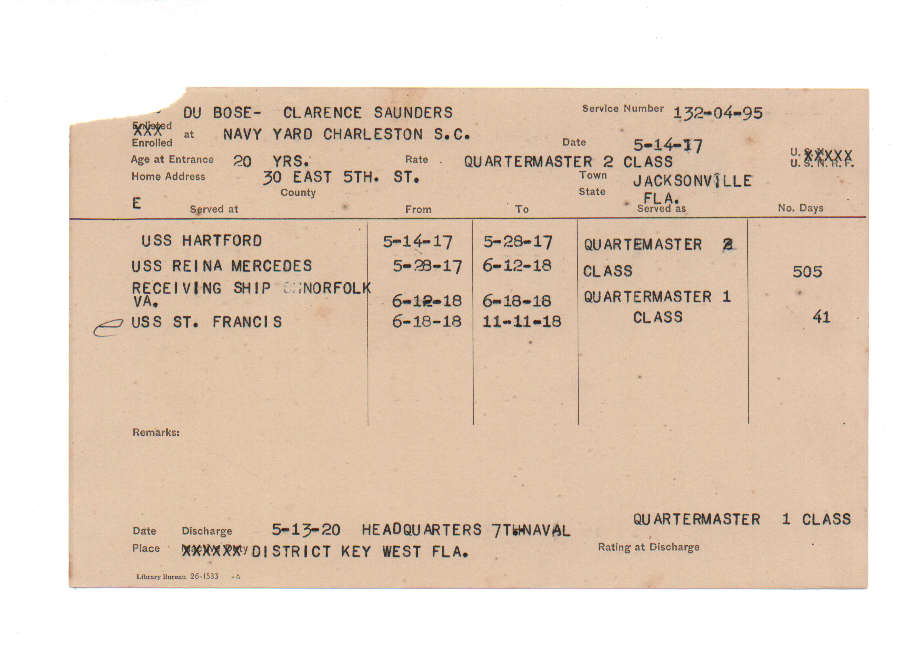 DU BOSE- CLARENCE SAUNDERS Service Number 132-04-95
Enlisted
XXX at NAVY YARD CHARLESTON S.C.
Enrolled Date 5-14-17
Age at Entrance 20 YRS. Rate QUARTERMASTER 2 CLASS U.S.N.R.F.
Home Address 30 EAST 5TH. ST. Town JACKSONVILLE
County State FLA.
E Served at From To Served as No. Days
USS HARTFORD 5-14-17 5-28-17 QUARTEMASTER 2
USS REINA MERCEDES 5-28-17 6-12-18 CLASS 505
RECEIVING SHIP NORFOLK
VA. 6-12-18 6-18-18 QUARTERMASTER 1
USS ST. FRANCIS 6-18-18 11-11-18 CLASS 41
Remarks:
QUARTERMASTER 1 CLASS
Date Discharge 5-13-20 HEADQUARTERS 7TH NAVAL
Place XXXXXX DISTRICT KEY WEST FLA. Rating at Discharge
Library Bureau 26-1533